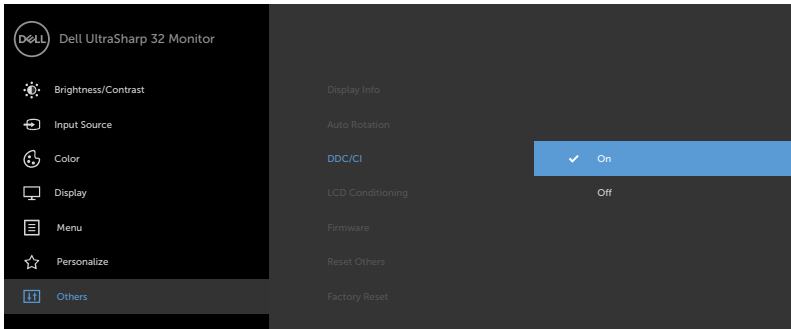 DELL
Dell UltraSharp 32 Monitor
Brightness/Contrast
Input Source
Color
Display
Menu
Personalize
Others
Display Info
Auto Rotation
DDC/CI
LCD Conditioning
Firmware
Reset Others
Factory Reset
On
Off